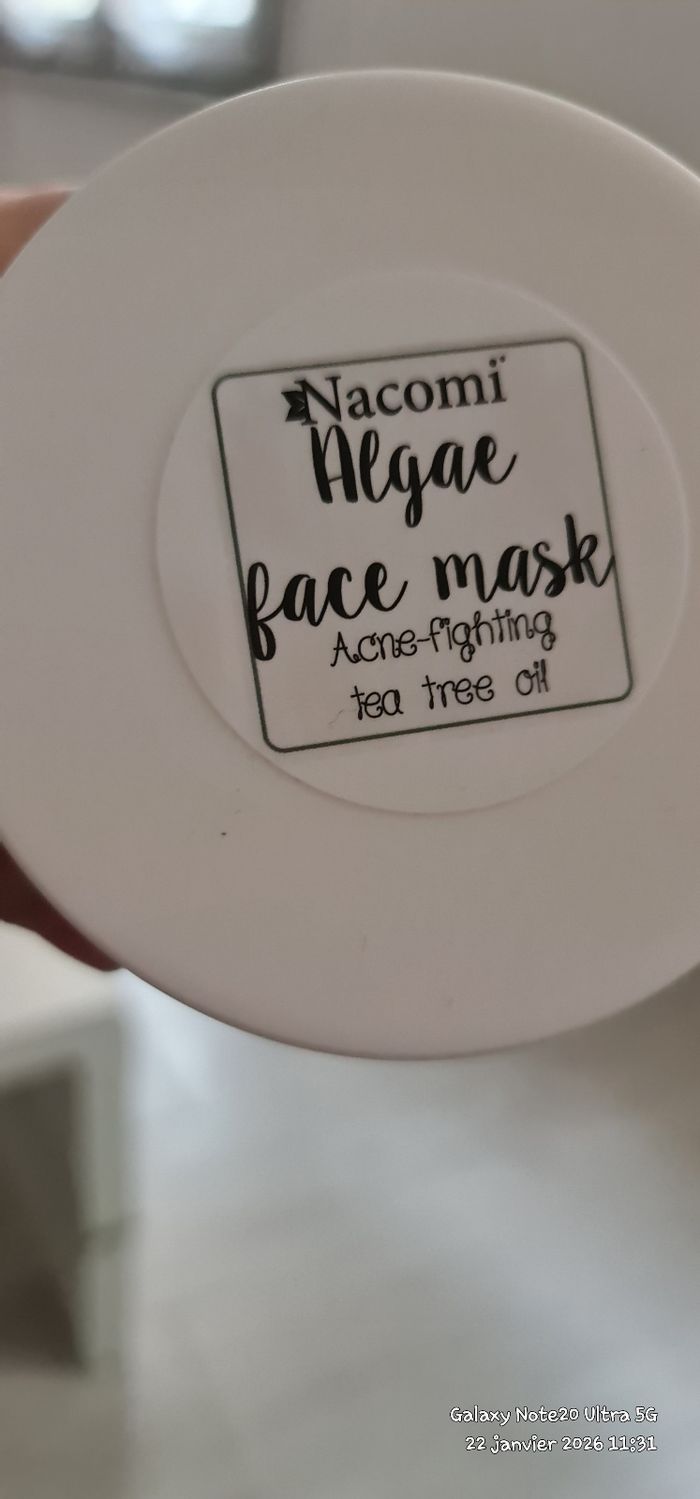 Nacomi
Algae
face mask
Acne-fighting
tea tree oil
Galaxy Note20 Ultra 5G
22 janvier 2026 11:31